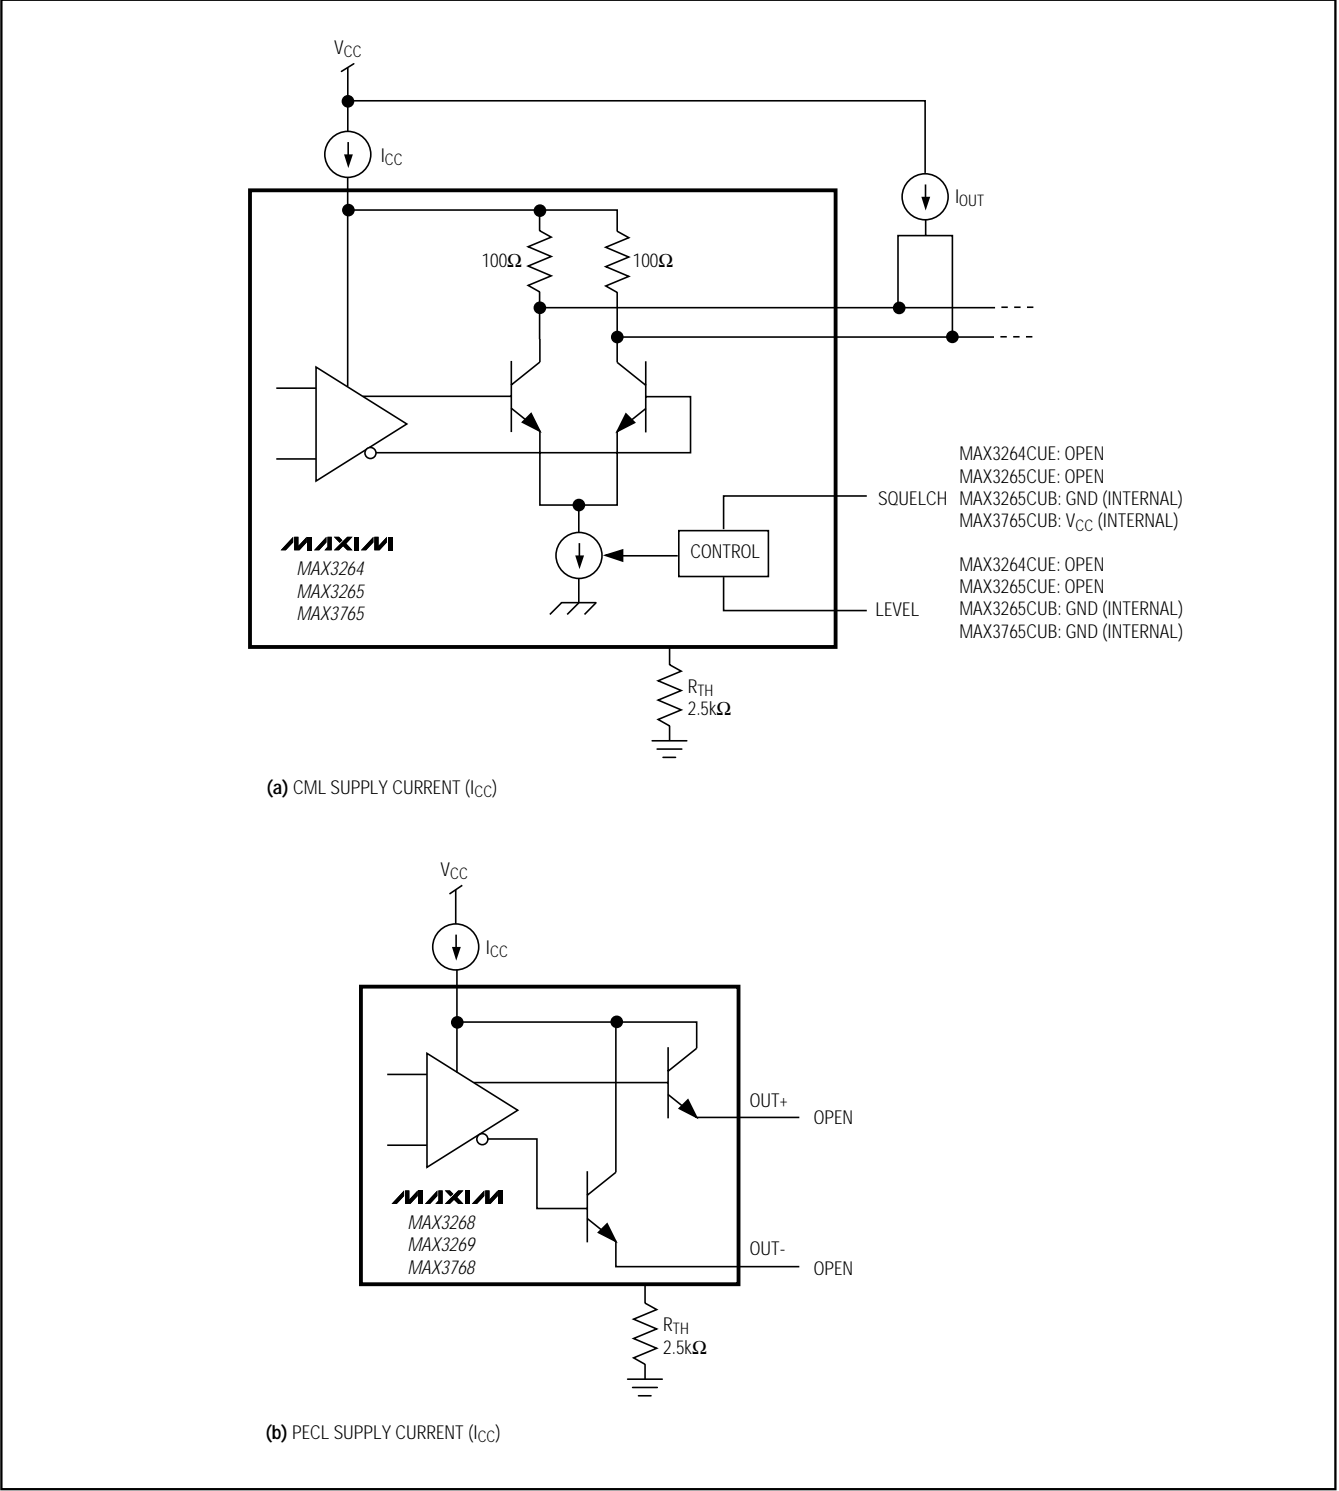 VCC
ICC
IOUT
100Ω
100Ω
MAX3264CUE: OPEN
MAX3265CUE: OPEN
SQUELCH MAX3265CUB: GND (INTERNAL)
MAX3765CUB: VCC (INTERNAL)
CONTROL
MAXIM
MAX3264
MAX3265
MAX3765
MAX3264CUE: OPEN
MAX3265CUE: OPEN
LEVEL MAX3265CUB: GND (INTERNAL)
MAX3765CUB: GND (INTERNAL)
RTH
2.5kΩ
(a) CML SUPPLY CURRENT (ICC)
VCC
ICC
OUT+
OPEN
MAXIM
MAX3268
MAX3269
MAX3768
OUT-
OPEN
RTH
2.5kΩ
(b) PECL SUPPLY CURRENT (ICC)